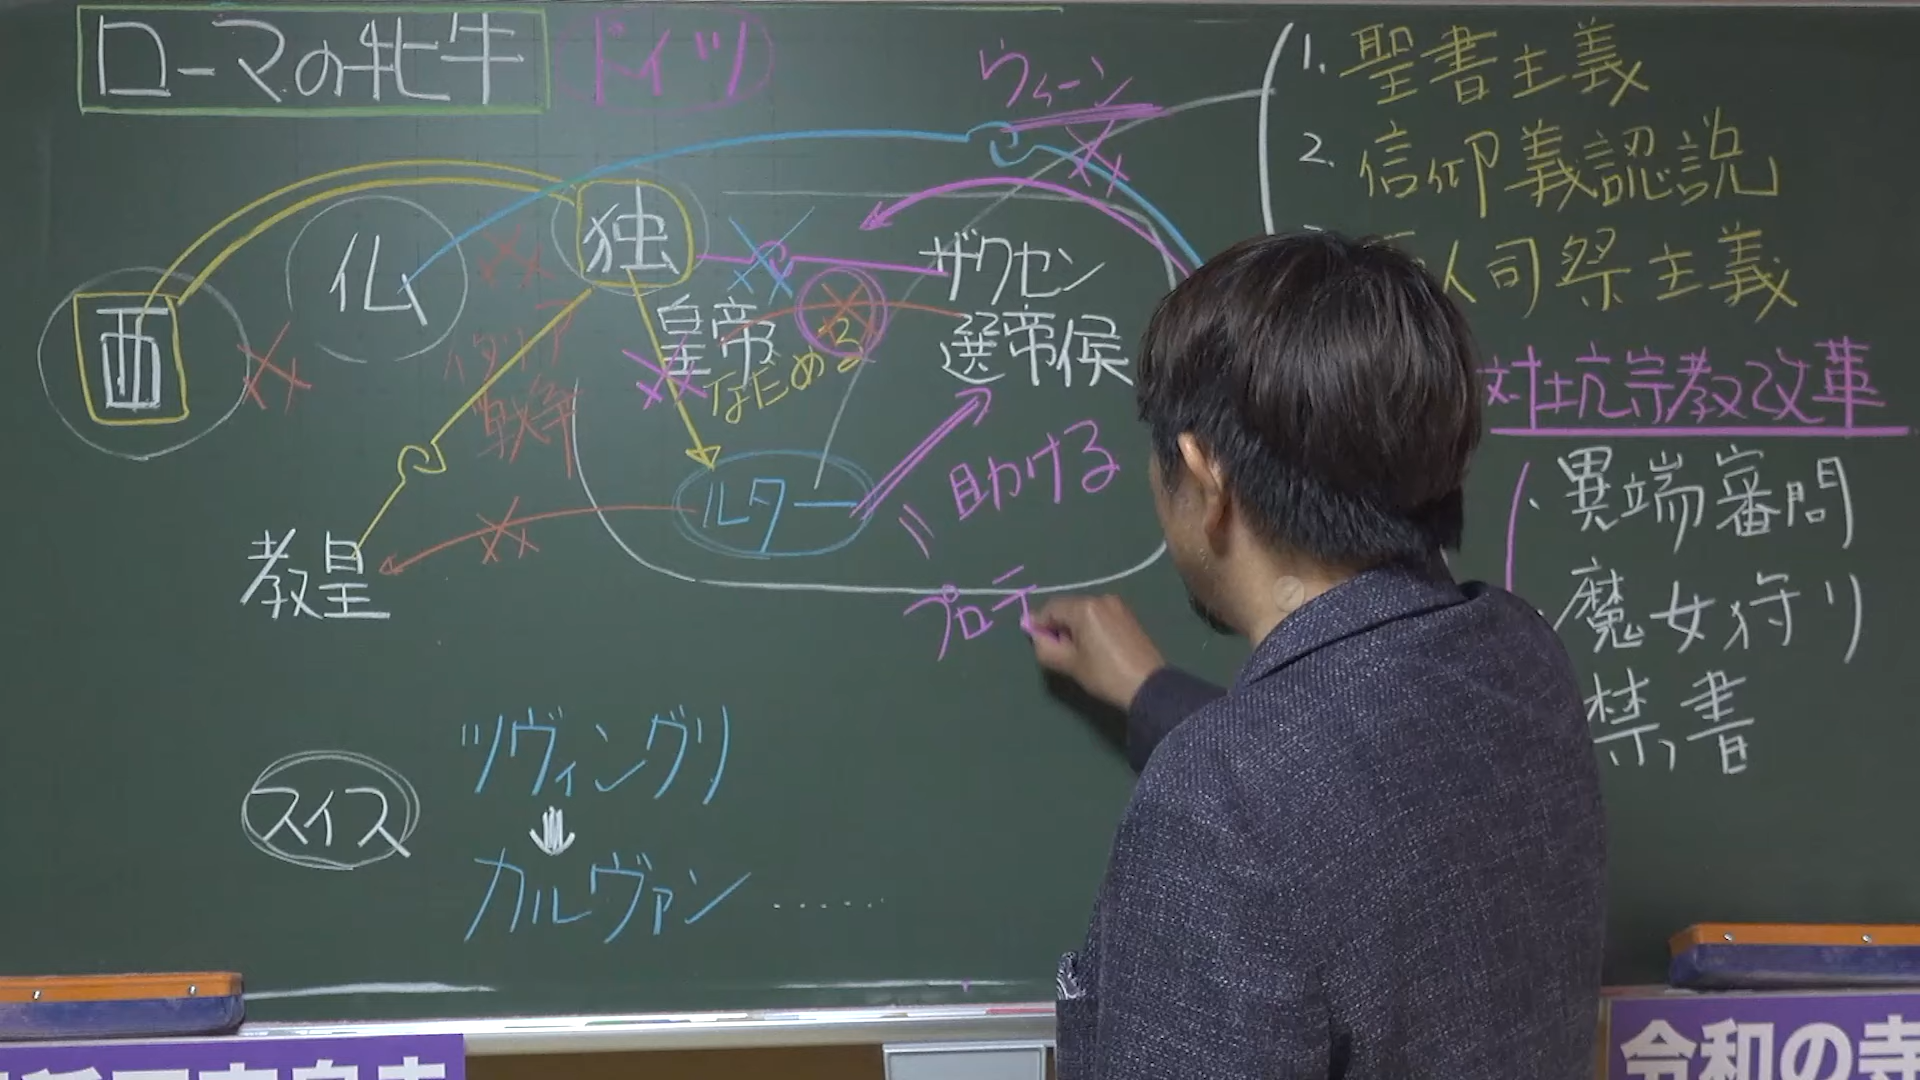 ローマの牝牛 ドイツ
ウィーン
1. 聖書主義
2. 信仰義認説
人司祭主義
西
仏
独
皇帝
なだめる
ザクセン
選帝侯
イタリア
戦争
ルター
助ける
教皇
プロテ
対抗宗教改革
・異端審問
魔女狩り
禁書
スイス
ツヴィングリ
カルヴァン ……
令和の寺